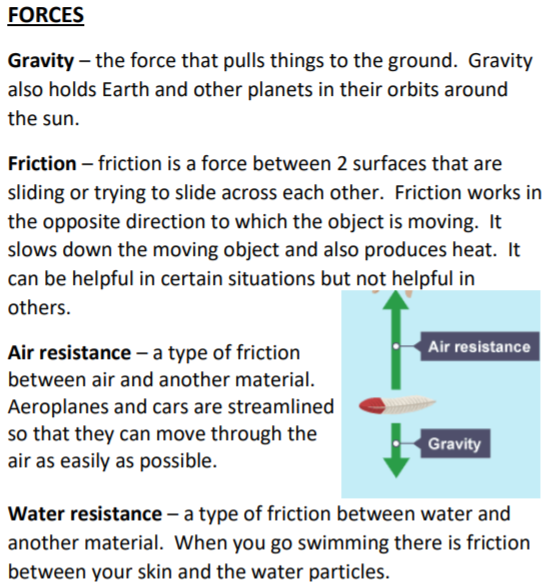 FORCES
Gravity – the force that pulls things to the ground.  Gravity
also holds Earth and other planets in their orbits around
the sun.
Friction – friction is a force between 2 surfaces that are
sliding or trying to slide across each other.  Friction works in
the opposite direction to which the object is moving.  It
slows down the moving object and also produces heat.  It
can be helpful in certain situations but not helpful in
others.
Air resistance – a type of friction
between air and another material.
Aeroplanes and cars are streamlined
so that they can move through the
air as easily as possible.
Air resistance
Gravity
Water resistance – a type of friction between water and
another material.  When you go swimming there is friction
between your skin and the water particles.